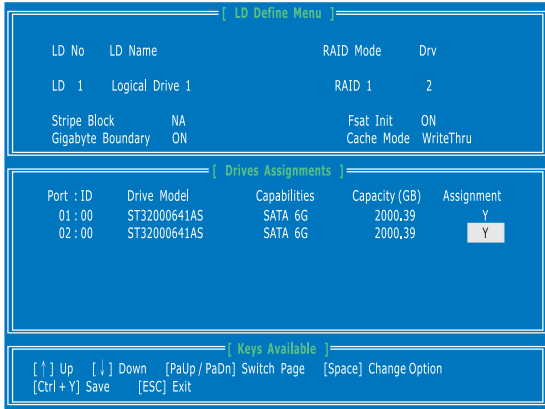 [ LD Define Menu ]
LD No LD Name RAID Mode Drv
LD 1 Logical Drive 1 RAID 1 2
Stripe Block NA Fsat Init ON
Gigabyte Boundary ON Cache Mode WriteThru
[ Drives Assignments ]
Port : ID Drive Model Capabilities Capacity (GB) Assignment
01 : 00 ST32000641AS SATA 6G 2000.39 Y
02 : 00 ST32000641AS SATA 6G 2000.39 Y
[ Keys Available ]
[↑] Up [↓] Down [PaUp / PaDn] Switch Page [Space] Change Option
[Ctrl + Y] Save [ESC] Exit